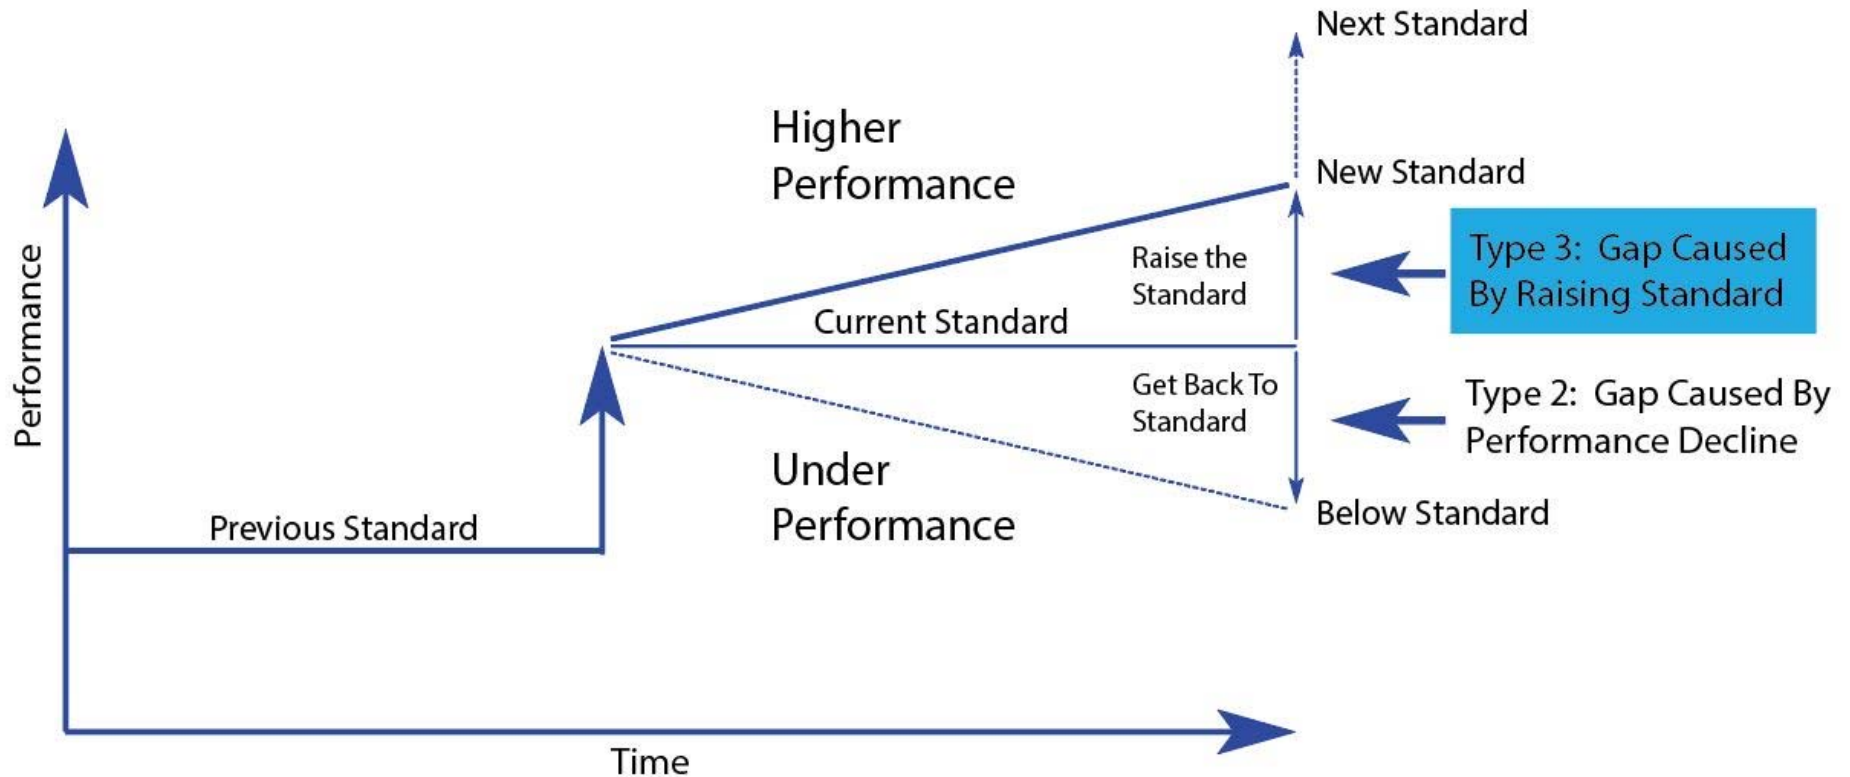 Next Standard
Higher
Performance
New Standard
Raise the
Standard
Type 3:  Gap Caused
By Raising Standard
Current Standard
Performance
Get Back To
Standard
Type 2:  Gap Caused By
Performance Decline
Under
Performance
Below Standard
Previous Standard
Time